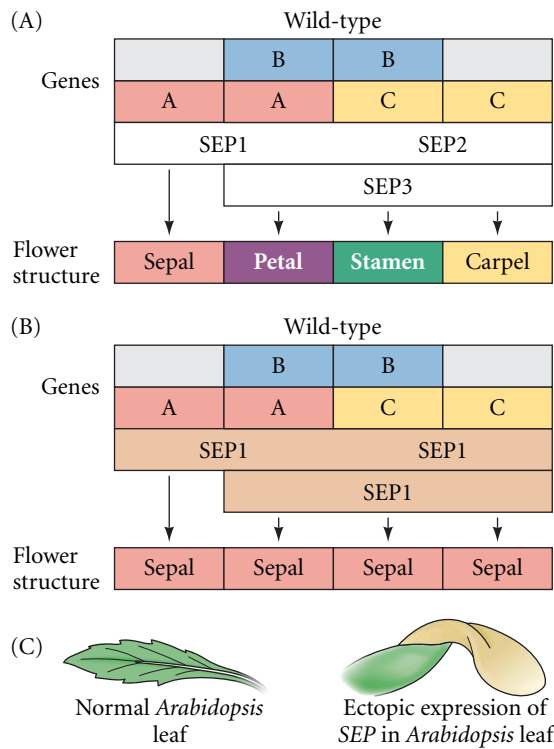 (A)
Wild-type
Genes
B B
A A C C
SEP1 SEP2
SEP3
Flower
structure
Sepal Petal Stamen Carpel
(B)
Wild-type
Genes
B B
A A C C
SEP1 SEP1
SEP1
Flower
structure
Sepal Sepal Sepal Sepal
(C)
Normal Arabidopsis
leaf
Ectopic expression of
SEP in Arabidopsis leaf